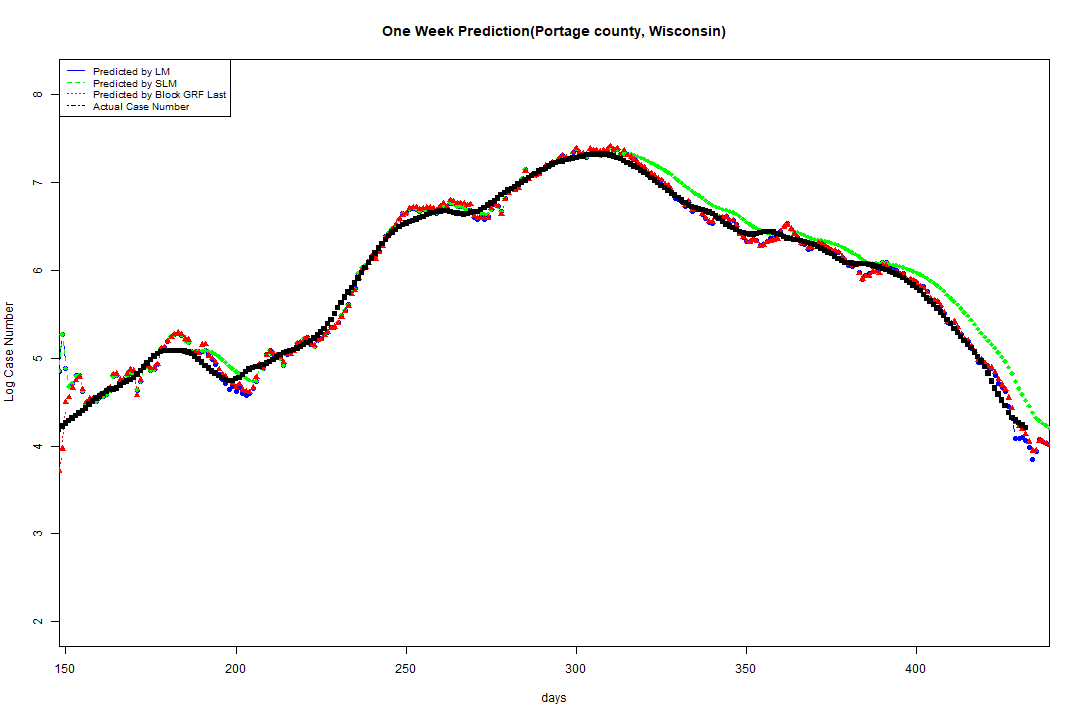 One Week Prediction(Portage county, Wisconsin)
Predicted by LM
Predicted by SLM
Predicted by Block GRF Last
Actual Case Number
8
7
6
5
4
3
2
Log Case Number
150 200 250 300 350 400
days